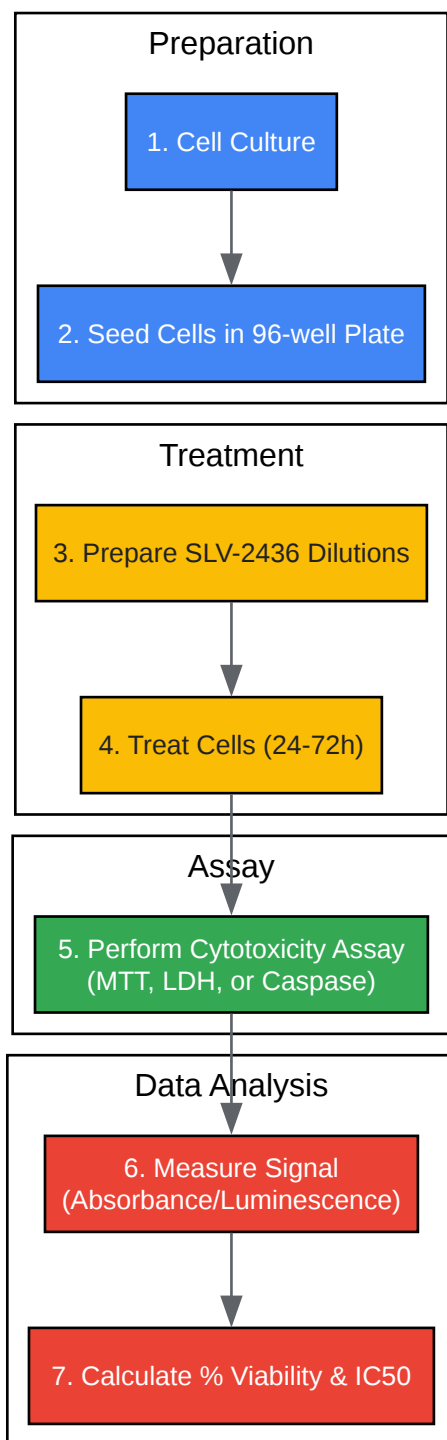 Preparation
1. Cell Culture
2. Seed Cells in 96-well Plate
Treatment
3. Prepare SLV-2436 Dilutions
4. Treat Cells (24-72h)
Assay
5. Perform Cytotoxicity Assay
(MTT, LDH, or Caspase)
Data Analysis
6. Measure Signal
(Absorbance/Luminescence)
7. Calculate % Viability & IC50